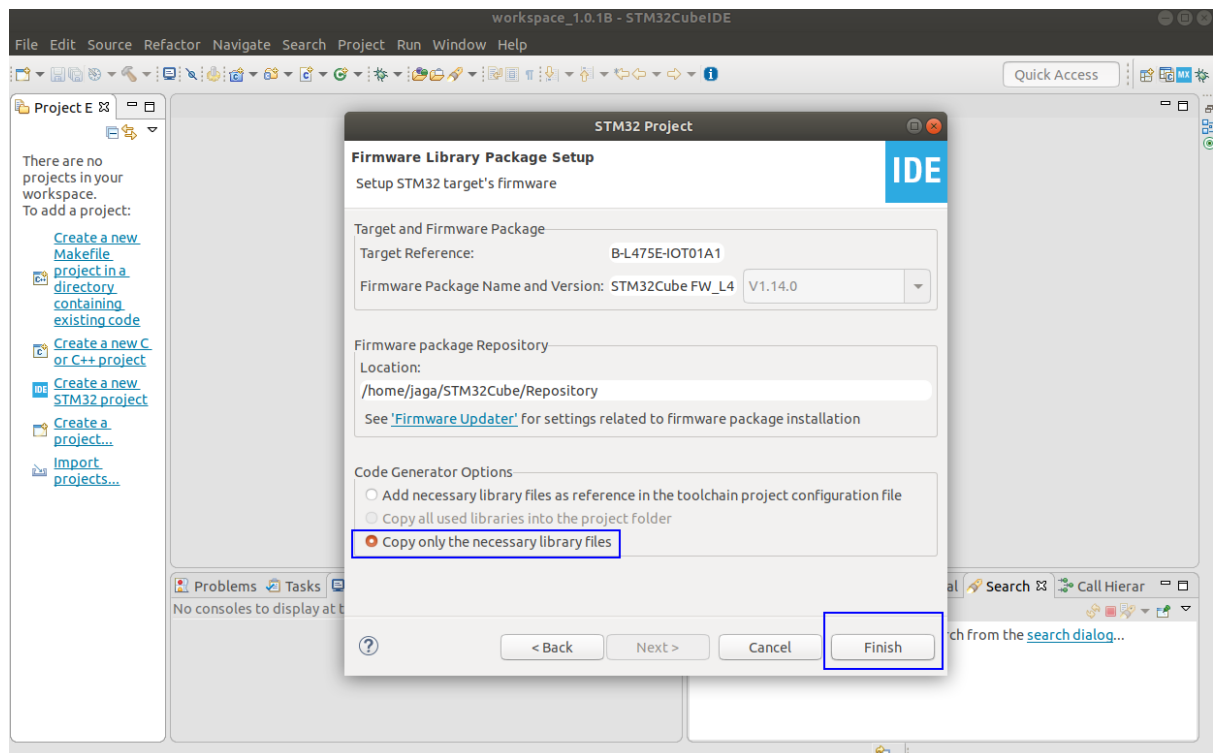 workspace_1.0.1B - STM32CubeIDE
File Edit Source Refactor Navigate Search Project Run Window Help
Quick Access
MX
Project E
There are no
projects in your
workspace.
To add a project:
Create a new
Makefile
project in a
directory
containing
existing code
Create a new C
or C++ project
IDE
Create a new
STM32 project
Create a
project...
Import
projects...
STM32 Project
Firmware Library Package Setup
Setup STM32 target's firmware
IDE
Target and Firmware Package
Target Reference: B-L475E-IOT01A1
Firmware Package Name and Version: STM32Cube FW_L4 V1.14.0
Firmware package Repository
Location:
/home/jaga/STM32Cube/Repository
See 'Firmware Updater' for settings related to firmware package installation
Code Generator Options
Add necessary library files as reference in the toolchain project configuration file
Copy all used libraries into the project folder
Copy only the necessary library files
< Back Next > Cancel Finish
Problems Tasks
No consoles to display at t
al Search Call Hierar
ch from the search dialog...